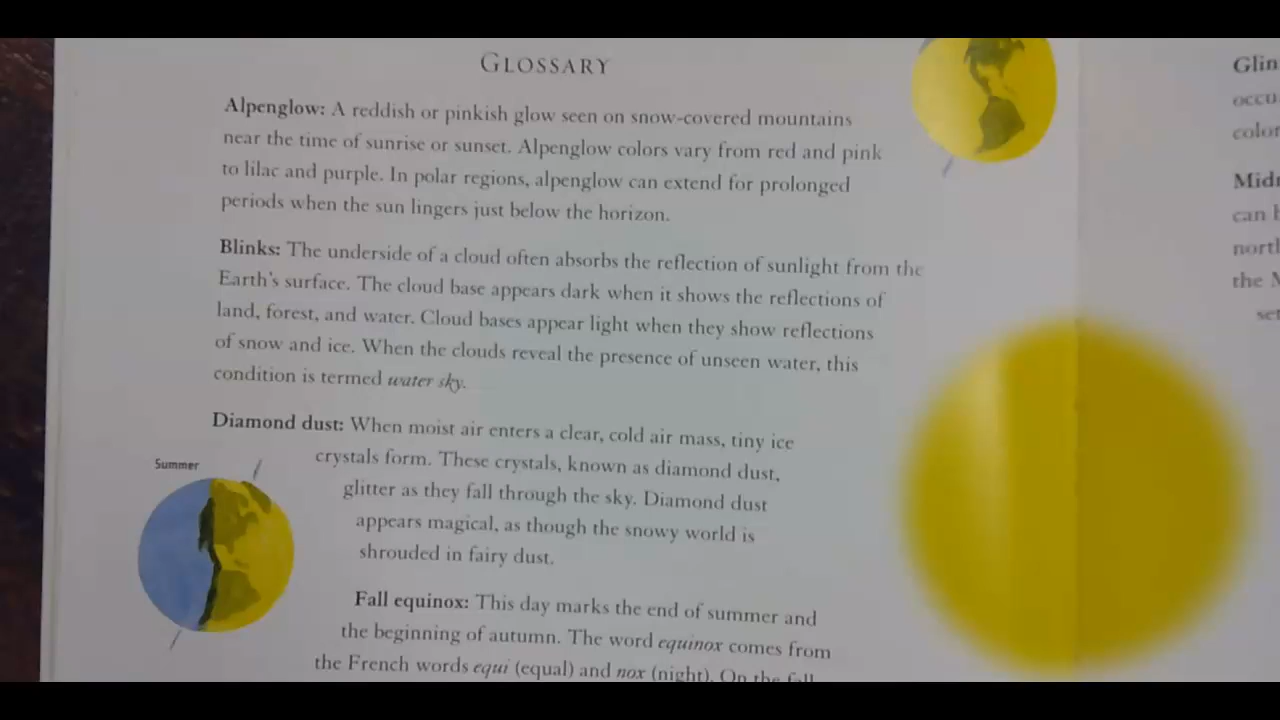 GLOSSARY
Alpenglow: A reddish or pinkish glow seen on snow-covered mountains
near the time of sunrise or sunset. Alpenglow colors vary from red and pink
to lilac and purple. In polar regions, alpenglow can extend for prolonged
periods when the sun lingers just below the horizon.
Blinks: The underside of a cloud often absorbs the reflection of sunlight from the
Earth's surface. The cloud base appears dark when it shows the reflections of
land, forest, and water. Cloud bases appear light when they show reflections
of snow and ice. When the clouds reveal the presence of unseen water, this
condition is termed water sky.
Diamond dust: When moist air enters a clear, cold air mass, tiny ice
crystals form. These crystals, known as diamond dust,
glitter as they fall through the sky. Diamond dust
appears magical, as though the snowy world is
shrouded in fairy dust.
Summer
Fall equinox: This day marks the end of summer and
the beginning of autumn. The word equinox comes from
the French words equi (equal) and nox (night). On the fall
Glin
occu
color
can
north
the